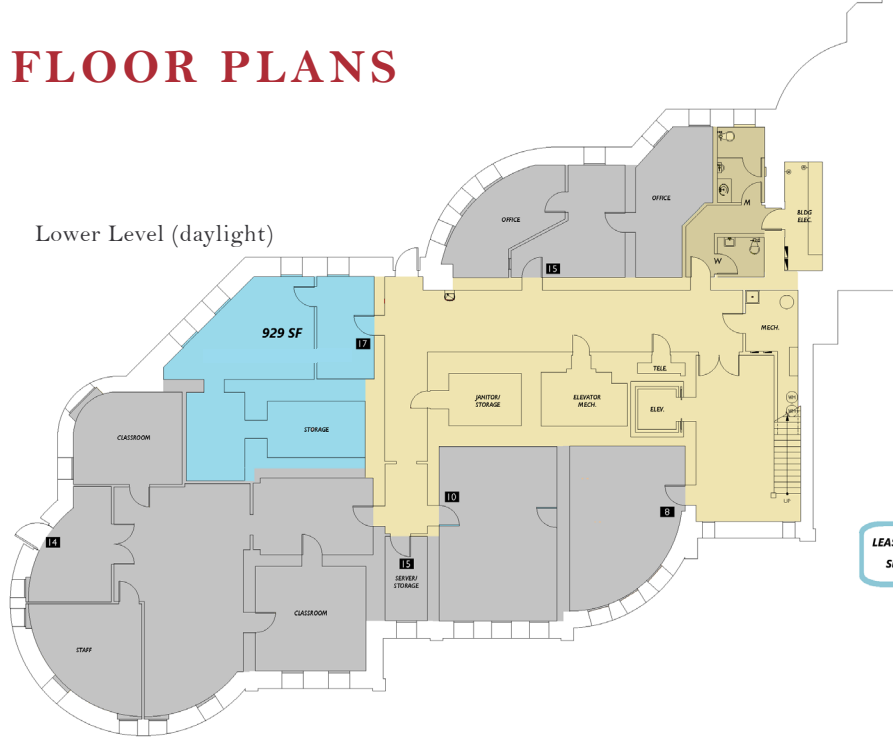 FLOOR PLANS
Lower Level (daylight)
OFFICE
OFFICE
M
BLDG
ELEC.
W
15
929 SF
17
MECH.
TELE.
JANITOR/
STORAGE
ELEVATOR
MECH.
ELEV.
STORAGE
CLASSROOM
UP
10
8
14
15
SERVER/
STORAGE
CLASSROOM
STAFF